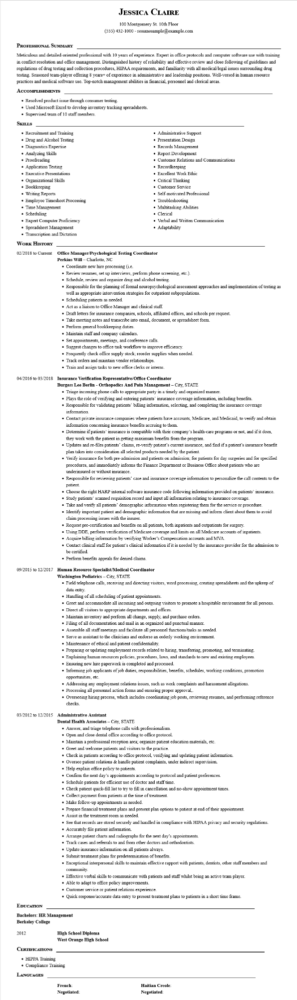 Jessica Claire
100 Montgomery St. 10th Floor
(555) 432-1000 - resumesample@example.com
Professional Summary
Meticulous and detailed-oriented professional with 10 years of experience. Expert in office protocols and computer software use with training
in conflict resolution and office management. Distinguished history of reliability and effective review and close following of guidelines and
regulations of drug testing and collection procedures, HIPAA requirements, and familiarity with all medical/legal issues surrounding drug
testing. Seasoned team-player offering 8 years+ of experience in administrative and leadership positions. Well-versed in human resource
practices and medical software use. Top-notch management abilities in financial, personnel and clerical areas.
Accomplishments
• Resolved product issue through consumer testing.
• Used Microsoft Excel to develop inventory tracking spreadsheets.
• Supervised team of 10 staff members.
Skills
• Recruitment and Training
• Drug and Alcohol Testing
• Diagnostics Expertise
• Analyzing Skills
• Proofreading
• Application Testing
• Executive Presentations
• Organizational Skills
• Bookkeeping
• Writing Reports
• Employee Timesheet Processing
• Time Management
• Scheduling
• Expert Computer Proficiency
• Spreadsheet Management
• Transcription and Dictation
• Administrative Support
• Presentation Design
• Records Management
• Report Development
• Customer Relations and Communications
• Recordkeeping
• Excellent Work Ethic
• Critical Thinking
• Customer Service
• Self-motivated Professional
• Troubleshooting
• Multitasking Abilities
• Clerical
• Verbal and Written Communication
• Adaptability
Work History
02/2018 to Current Office Manager/Psychological Testing Coordinator
Perkins Will – Charlotte, NC
• Coordinate new hire processing (i.e.
• Review resumes, set up interviews, perform phone screening, etc.).
• Schedule, review and organize drug and alcohol testing.
• Responsible for the planning of formal neuropsychological assessment approaches and implementation of testing as
well as appropriate intervention strategies for outpatient subpopulations.
• Scheduling patients as needed.
• Act as a liaison to Office Manager and clinical staff.
• Draft letters for insurance companies, schools, affiliated offices, and schools per request.
• Take meeting notes and transcribe into email, document, or spreadsheet form.
• Perform general bookkeeping duties.
• Maintain staff and company calendars.
• Set appointments, meetings, and conference calls.
• Suggest changes to office task workflow to improve efficiency.
• Frequently check office supply stock; reorder supplies when needed.
• Track orders and maintain vendor relationships.
• Train and assign tasks to new office clerks or interns.
04/2016 to 03/2018 Insurance Verification Representative/Office Coordinator
Burgess Lee Berlin - Orthopedics And Pain Management – City, STATE
• Triage incoming phone calls to appropriate party in a timely and organized manner.
• Plays the role of verifying and entering patients’ insurance coverage information, including benefits.
• Responsible for validating patients’ billing information, selecting, and completing the insurance coverage
information.
• Contact private insurance companies where patients have accounts, Medicare, and Medicaid, to verify and obtain
information concerning insurance benefits accruing to them.
• Determine if patients’ insurance is compatible with their company’s health-care programs or not, and if it does,
they work with the patient in getting maximum benefits from the program.
• Updates and re-files patients’ claims, re-verify patient’s current insurance, and find if a patient’s insurance benefit
plan takes into consideration all selected products needed by the patient.
• Verify insurance for both pre-admission and patients on admission; for patients for day surgeries and for specified
procedures, and immediately informs the Finance Department or Business Office about patients who are
underinsured or without insurance.
• Responsible for reviewing patients’ case and insurance coverage information to personalize the call contents to the
patient.
• Choose the right HARP internal software insurance code following information provided on patients’ insurance.
• Study patients’ scanned requisition record and input all information relating to insurance coverage.
• Take and verify all patients’ demographic information when registering them for the service or procedure.
• Identify important patient and demographic information that are missing and inform client about them to avoid
claim processing issues with the insurer.
• Request pre-certification and benefits on all patients, both inpatients and outpatients for surgery.
• Using DDE, perform verification of Medicare coverage and limits on all Medicare accounts of inpatients.
• Acquire billing information by verifying Worker’s Compensation accounts and MVA.
• Contact clinical staff for patient’s clinical information if it is needed by the insurance provider for the admission to
be certified.
• Perform benefits appeals for denied claims.
09/2015 to 12/2017 Human Resource Specialist/Medical Coordinator
Washington Pediatrics – City, STATE
• Field telephone calls, receiving and directing visitors, word processing, creating spreadsheets and the upkeep of
data entry.
• Handling of all scheduling of patient appointments.
• Greet and accommodate all incoming and outgoing visitors to promote a hospitable environment for all persons.
• Direct all visitors to appropriate departments and offices.
• Maintain inventory and perform all change, supply, and purchase orders.
• Filing of all documentation and mail in an organized and punctual manner.
• Assemble all staff meetings and facilitate all personnel functions/tasks as needed.
• Serve as assistant to the clinicians and endorse an orderly working environment.
• Maintenance of ethical and patient confidentiality.
• Preparing or updating employment records related to hiring, transferring, promoting, and terminating.
• Explaining human resources policies, procedures, laws, and standards to new and existing employees.
• Ensuring new hire paperwork is completed and processed.
• Informing job applicants of job duties, responsibilities, benefits, schedules, working conditions, promotion
opportunities, etc.
• Addressing any employment relations issues, such as work complaints and harassment allegations.
• Processing all personnel action forms and ensuring proper approval,.
• Overseeing hiring process, which includes coordinating job posts, reviewing resumes, and performing reference
checks.
03/2012 to 12/2015 Administrative Assistant
Dental Health Associates – City, STATE
• Answer, and triage telephone calls with professionalism.
• Open and close dental office according to office protocol.
• Maintain a professional reception area; organize patient education materials, etc.
• Greet and welcome patients and visitors to the practice.
• Check in patients according to office protocol, verifying and updating patient information.
• Oversee patient relations & handle patient complaints, under indirect supervision.
• Help explain office policy to patients.
• Confirm the next day’s appointments according to protocol and patient preferences.
• Schedule patients for efficient use of doctor and staff time.
• Check patient quick-fill list to try to fill in cancellation and no-show appointment times.
• Collect payment from patients at the time of treatment.
• Make follow-up appointments as needed.
• Prepare financial treatment plans and present plan options to patient at end of their appointment.
• Assist in the treatment room as needed.
• See that records are stored securely and handled in compliance with HIPAA privacy and security regulations.
• Accurately file patient information.
• Arrange patient charts and radiographs for the next day’s appointments.
• Track cases and referrals to and from other doctors and orthodontists.
• Update insurance information on all patients always.
• Submit treatment plans for predetermination of benefits.
• Exceptional interpersonal skills to maintain effective rapport with patients, dentists, other staff members and
community.
• Effective verbal skills to communicate with patients and staff whilst being an active team player.
• Able to adapt to office policy improvements.
• Customer service or patient relations experience.
• Quick response/accurate data entry to present treatment plans to patients in a short time frame.
Education
Bachelors: HR Management
Berkeley College
2012 High School Diploma
West Orange High School
Certifications
• HIPPA Training
• Compliance Training
Languages
French: Haitian Creole:
Negotiated: Negotiated: